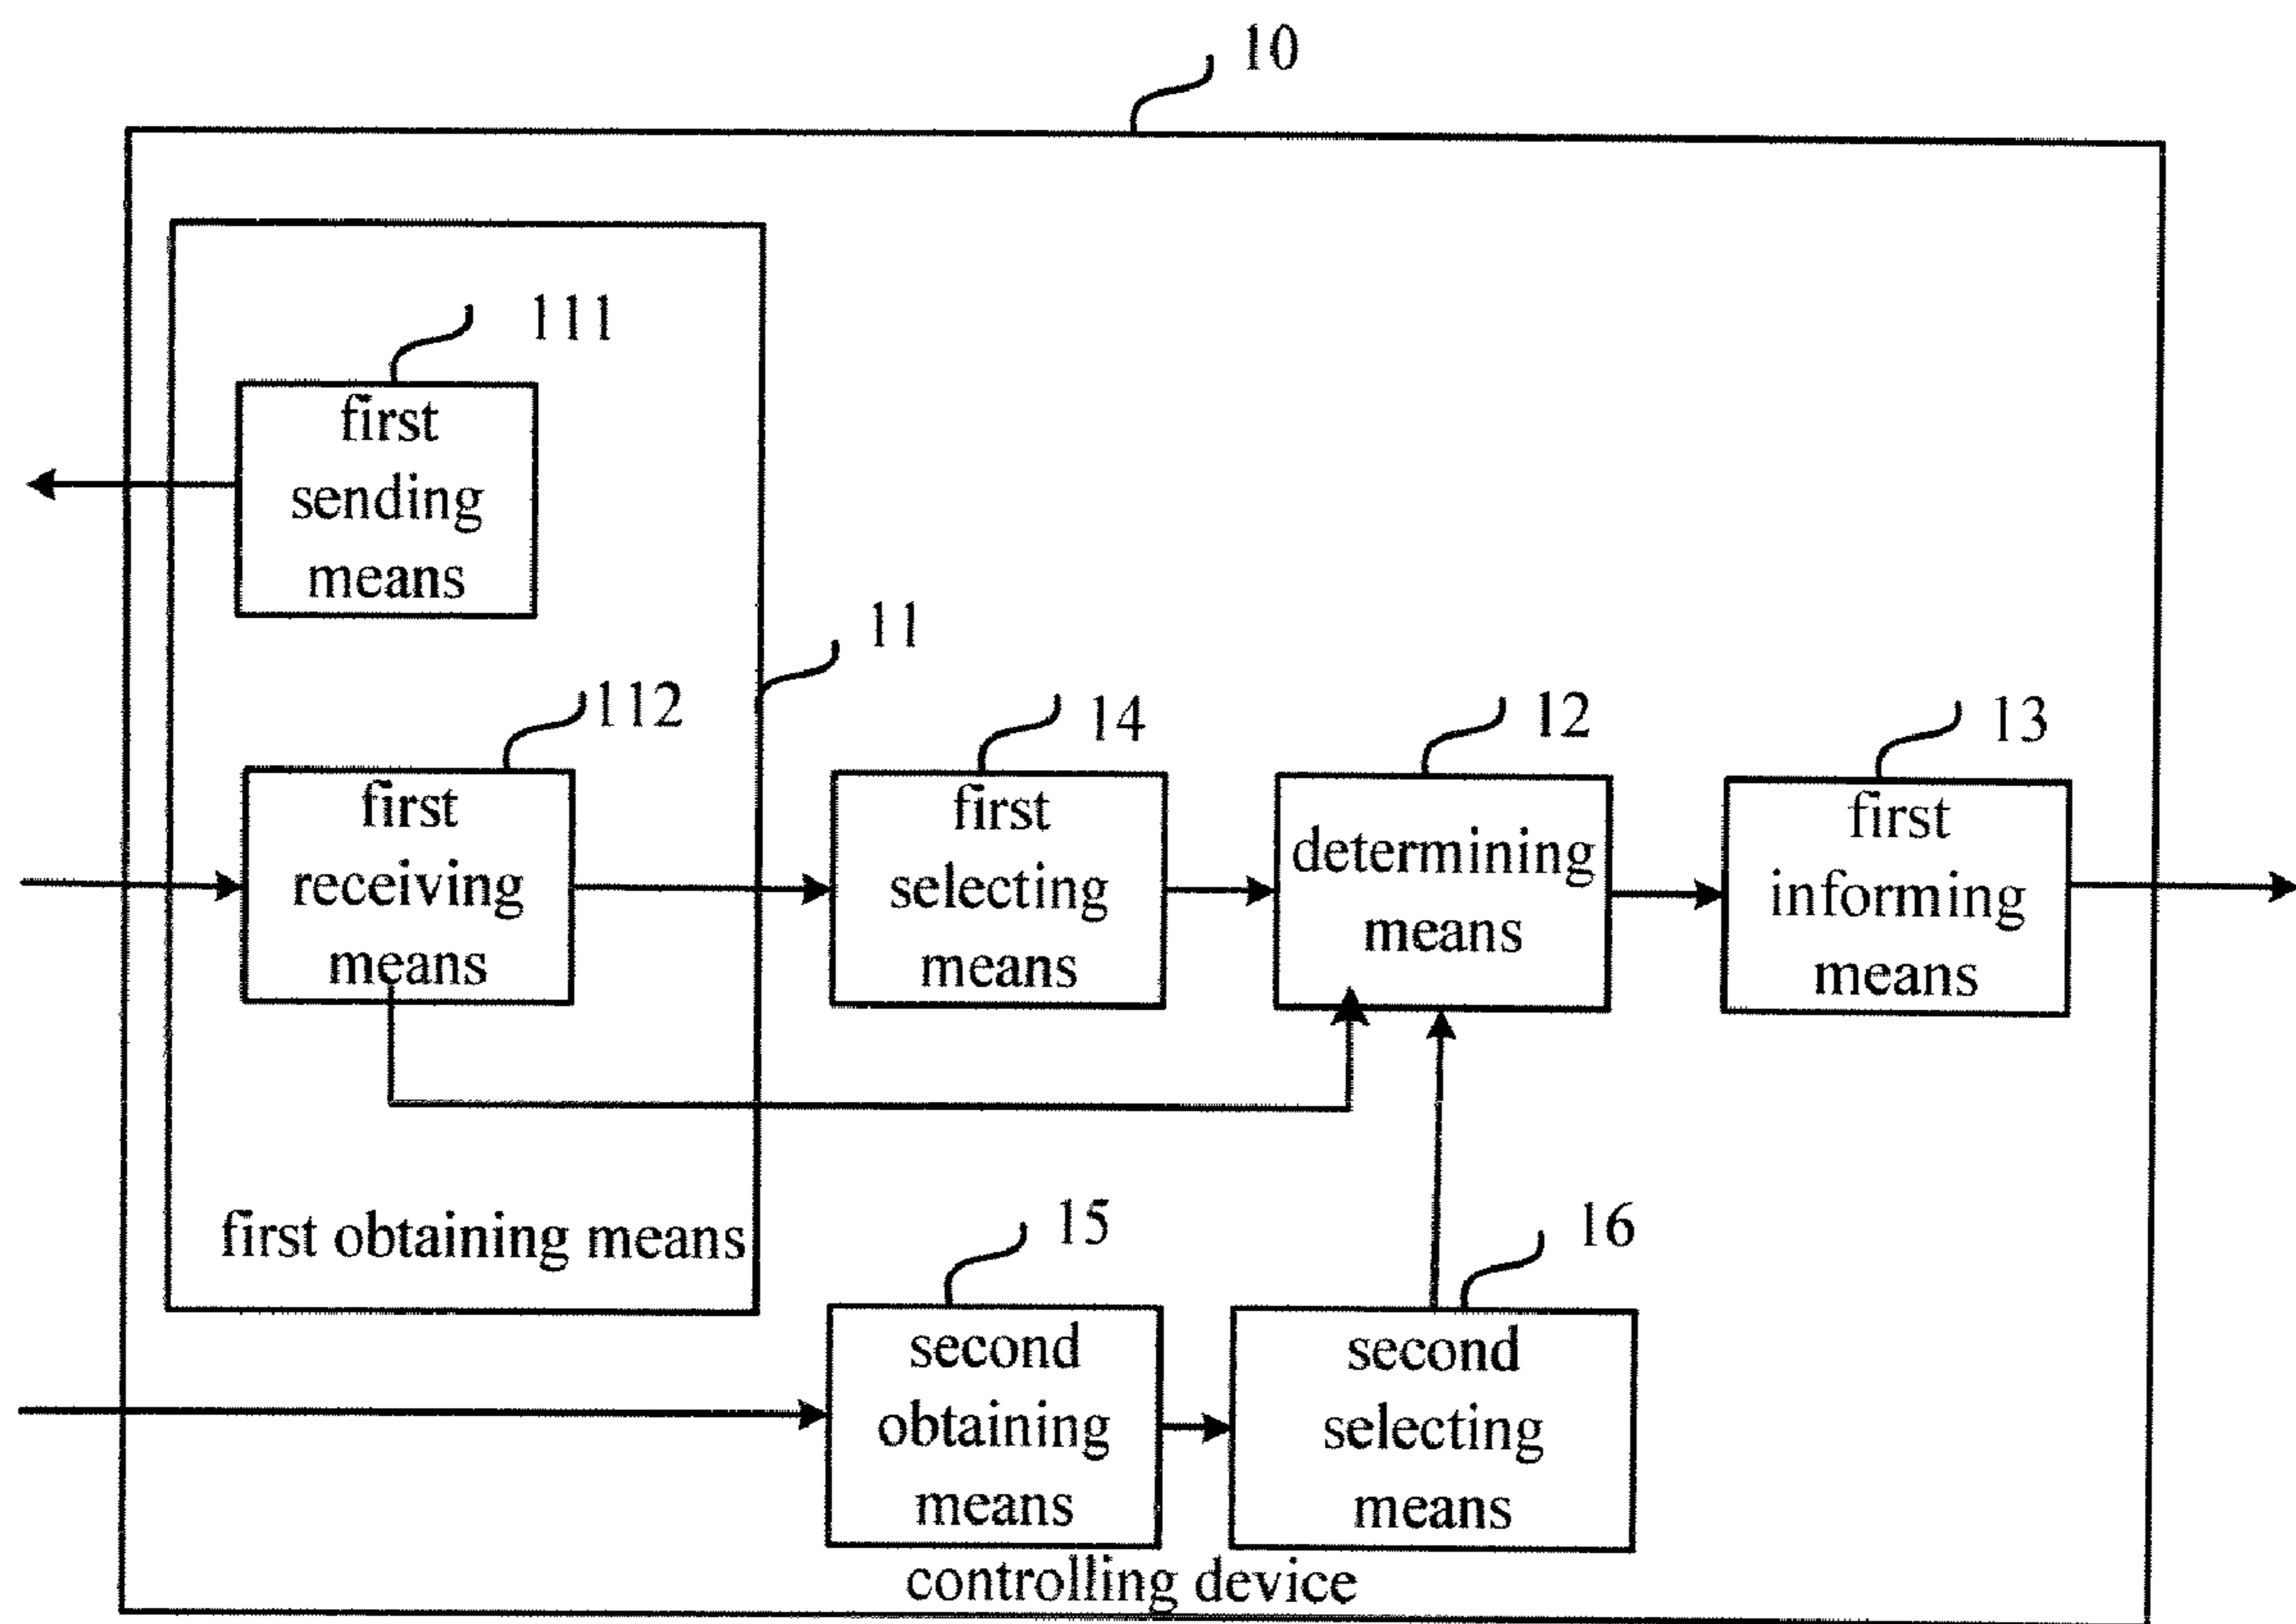 10
111
first
sending
means
11
112
first
receiving
means
14
first
selecting
means
12
determining
means
13
first
informing
means
first obtaining means
15
second
obtaining
means
16
second
selecting
means
controlling device